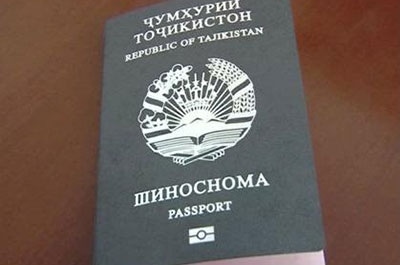 ҶУМҲУРИИ
ТОҶИКИСТОН
REPUBLIC OF TAJIKISTAN
ШИНОСНОМА
PASSPORT